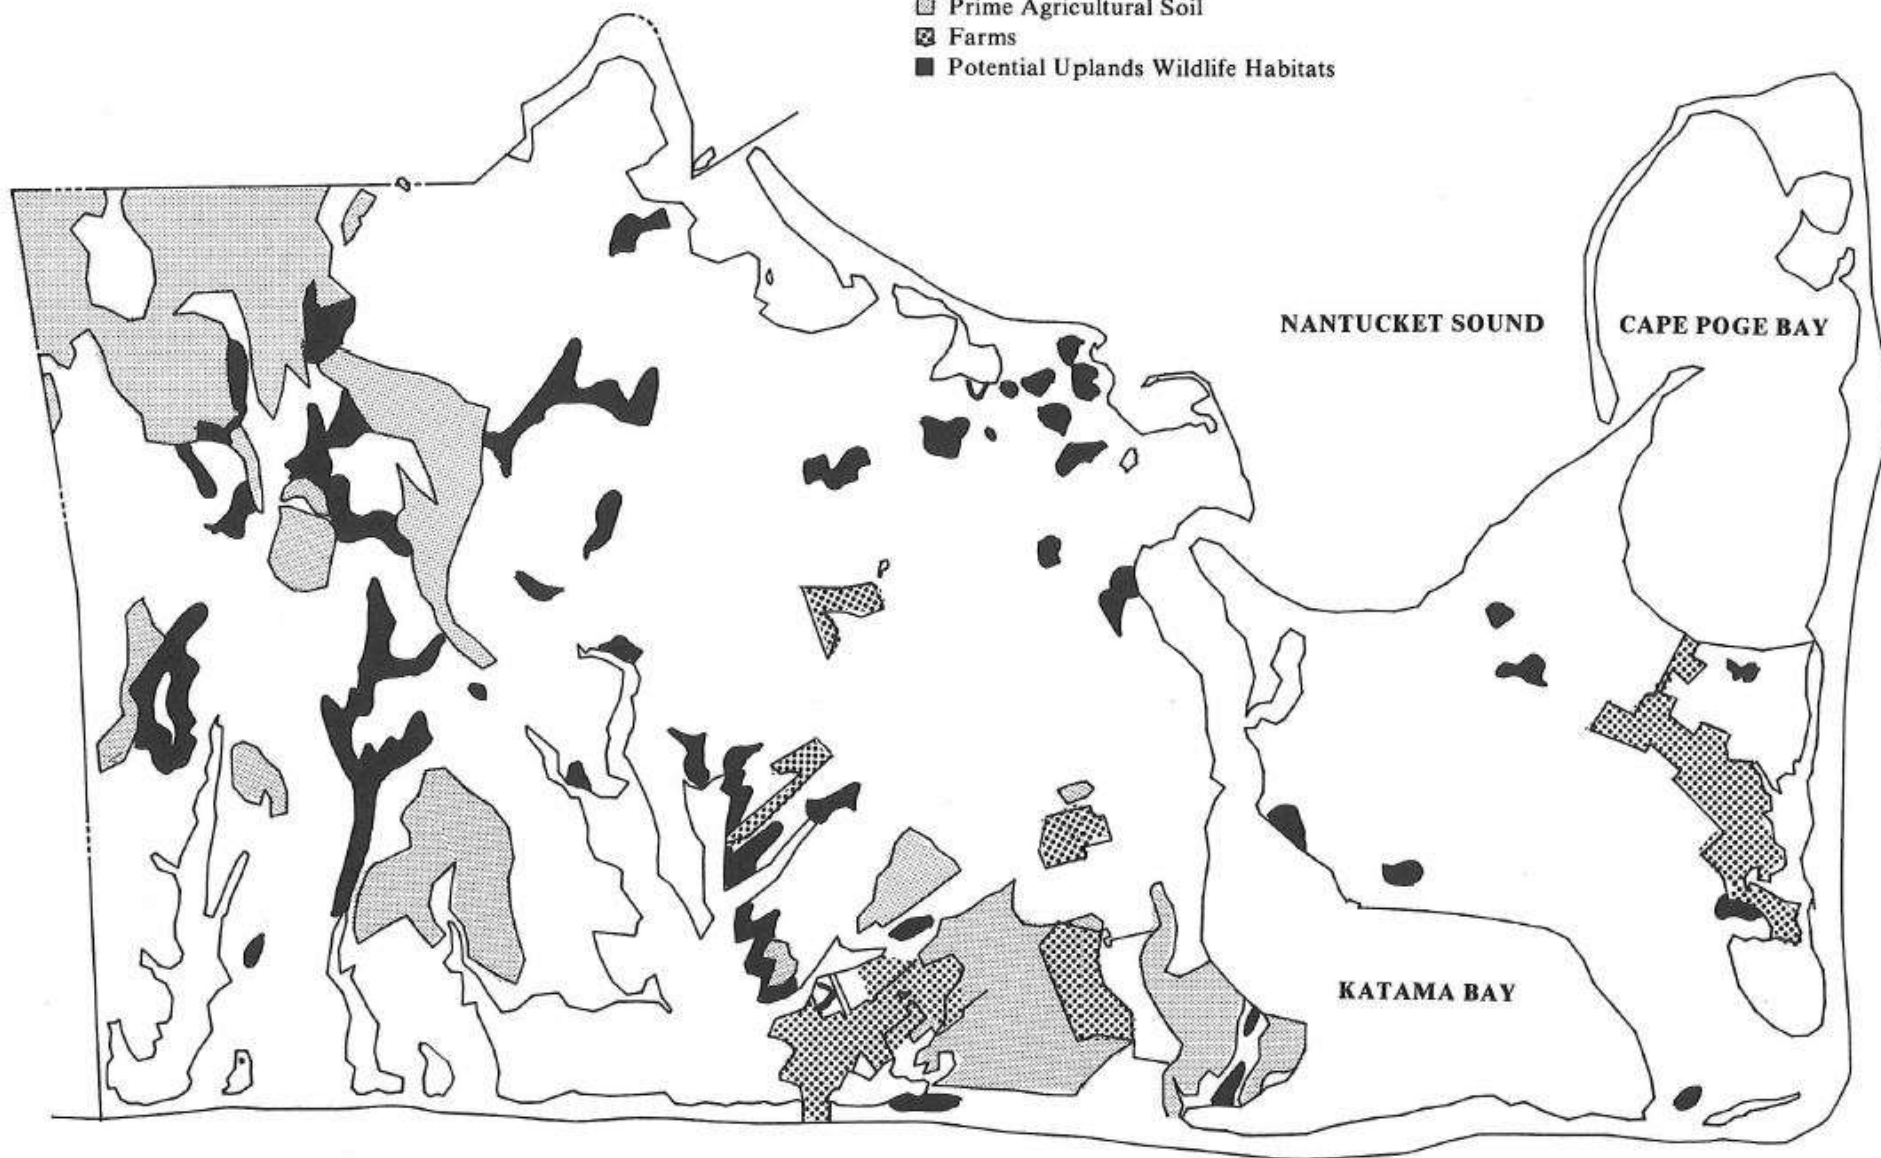 Prime Agricultural Soil
Farms
Potential Uplands Wildlife Habitats
NANTUCKET SOUND
CAPE POGE BAY
KATAMA BAY